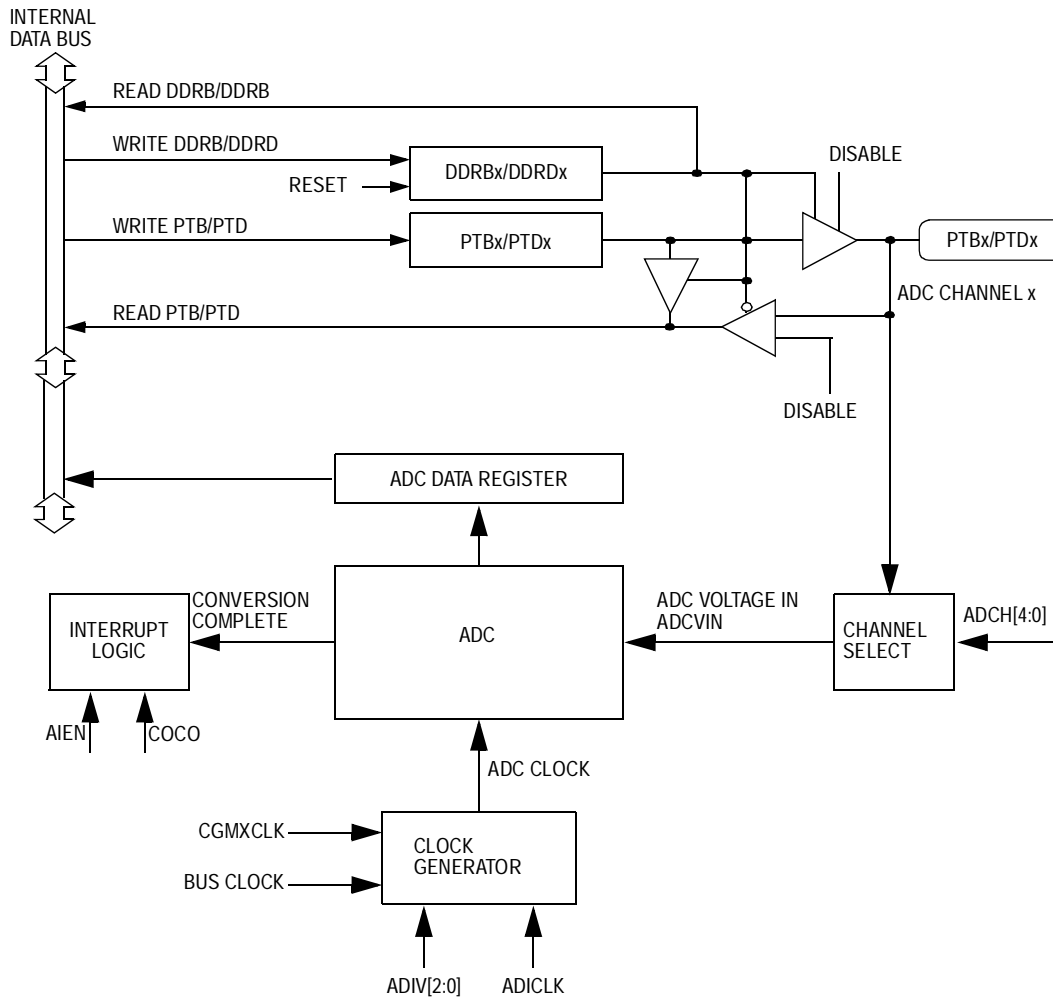 INTERNAL
DATA BUS
READ DDRB/DDRB
WRITE DDRB/DDRD
RESET
DDRBx/DDRDx
DISABLE
WRITE PTB/PTD
PTBx/PTDx
PTBx/PTDx
ADC CHANNEL x
READ PTB/PTD
DISABLE
ADC DATA REGISTER
INTERRUPT
LOGIC
CONVERSION
COMPLETE
ADC
ADC VOLTAGE IN
ADCVIN
CHANNEL
SELECT
ADCH[4:0]
AIEN
COCO
ADC CLOCK
CGMXCLK
BUS CLOCK
CLOCK
GENERATOR
ADIV[2:0]
ADICLK